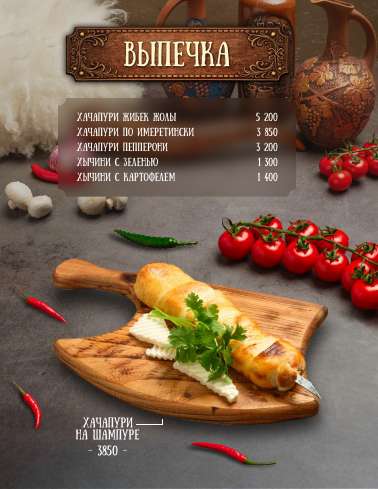 ВЫПЕЧКА
ХАЧАПУРИ ЖИБЕК ЖОЛЫ 5 200
ХАЧАПУРИ ПО ИМЕРЕТИНСКИ 3 850
ХАЧАПУРИ ПЕППЕРОНИ 3 200
ХЫЧИНИ С ЗЕЛЕНЬЮ 1 300
ХЫЧИНИ С КАРТОФЕЛЕМ 1 400
ХАЧАПУРИ
НА ШАМПУРЕ
- 3850 -